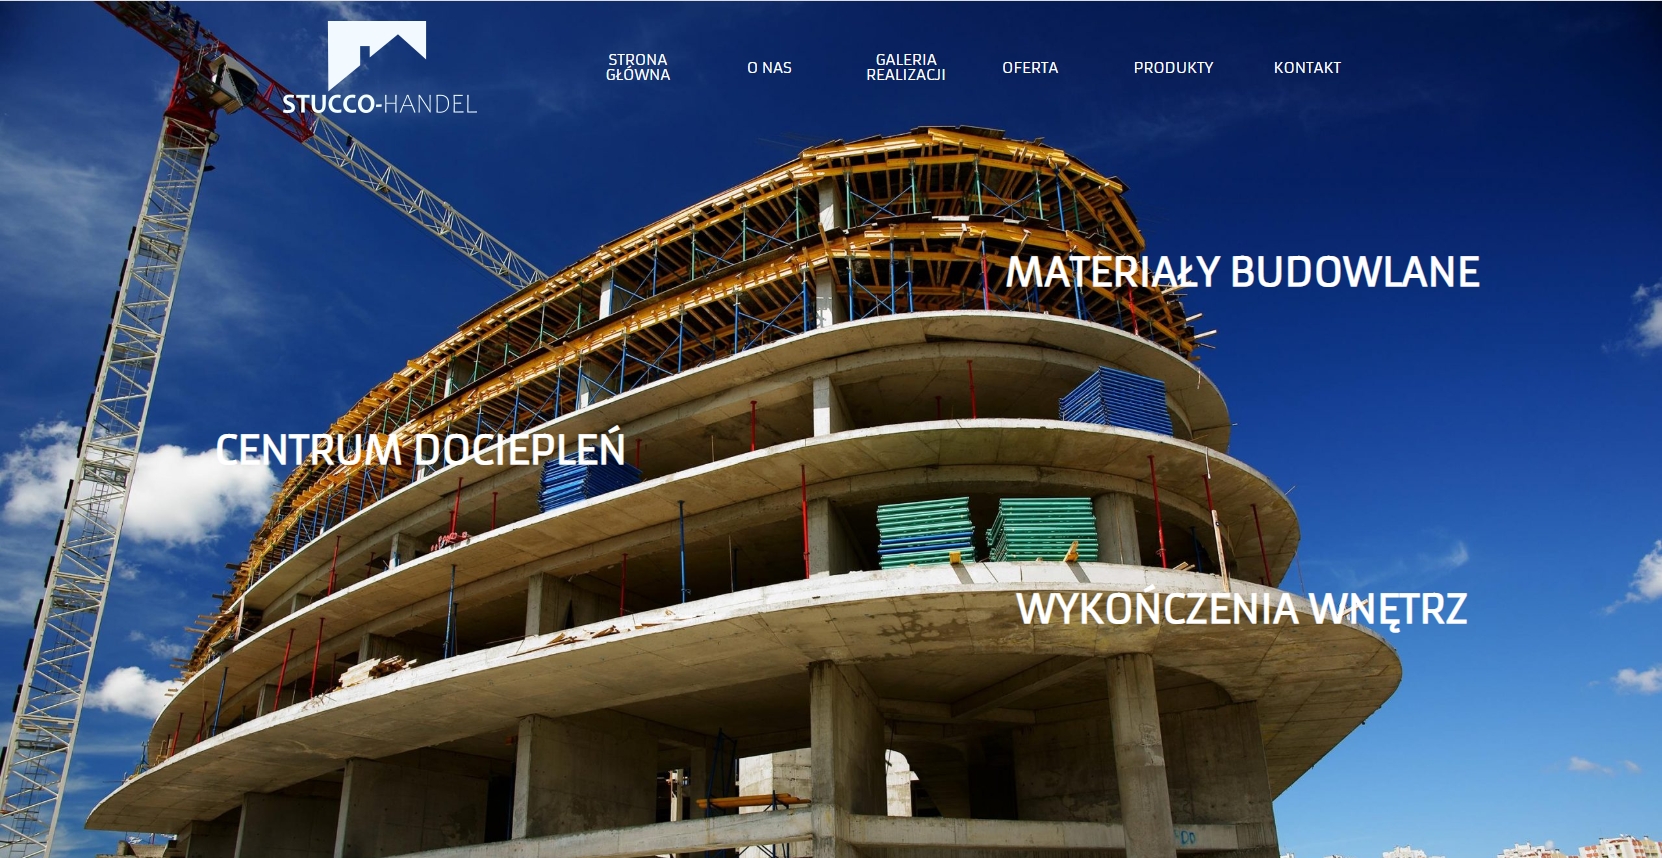 STUCCO-HANDEL
STRONA
GŁÓWNA
O NAS
GALERIA
REALIZACJI
OFERTA
PRODUKTY
KONTAKT
MATERIAŁY BUDOWLANE
CENTRUM DOCIEPLEŃ
WYKOŃCZENIA WNĘTRZ